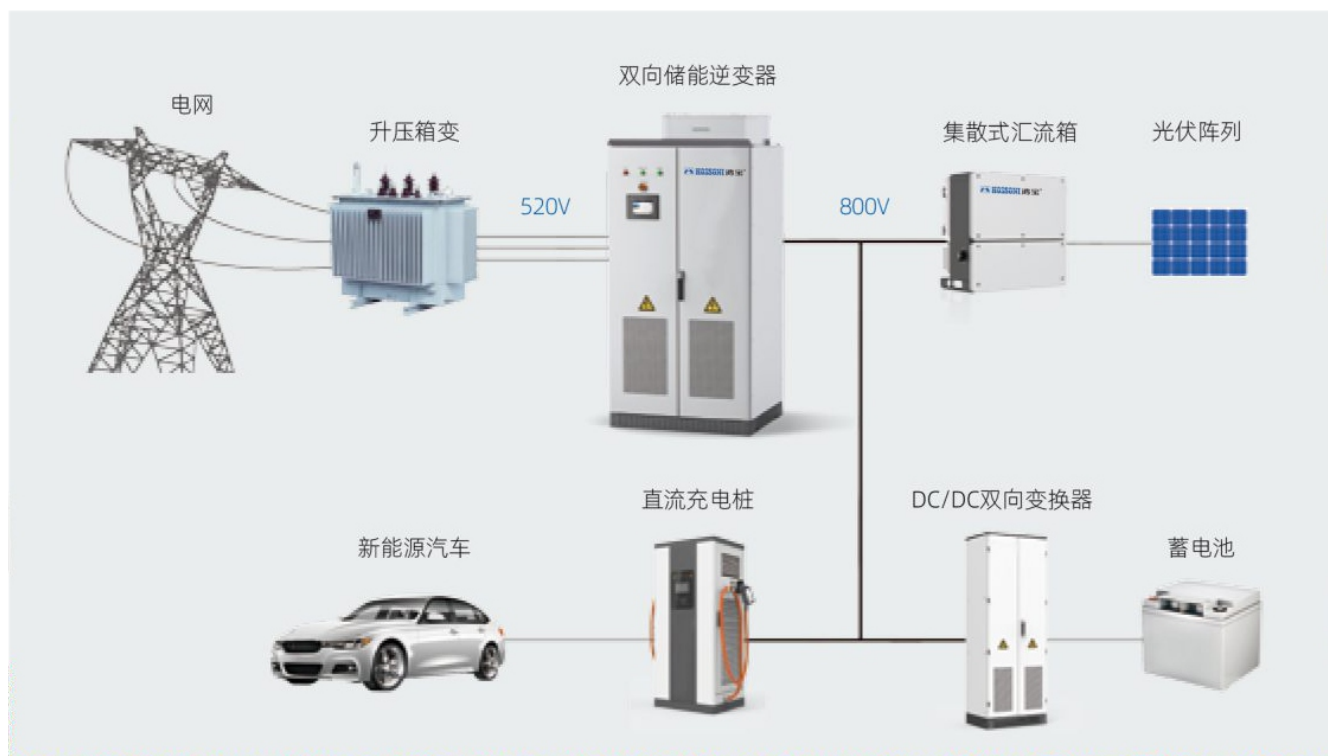 双向储能逆变器
电网
升压箱变
集散式汇流箱
光伏阵列
520V
800V
直流充电桩
DC/DC双向变换器
新能源汽车
蓄电池